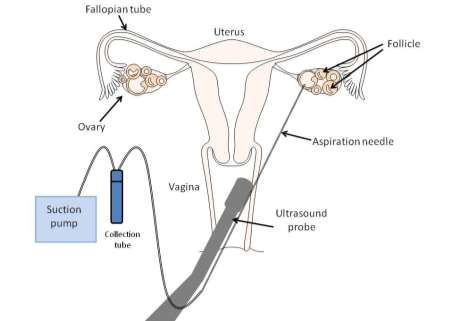 Fallopian tube
Uterus
Follicle
Ovary
Aspiration needle
Vagina
Suction
pump
Collection
tube
Ultrasound
probe